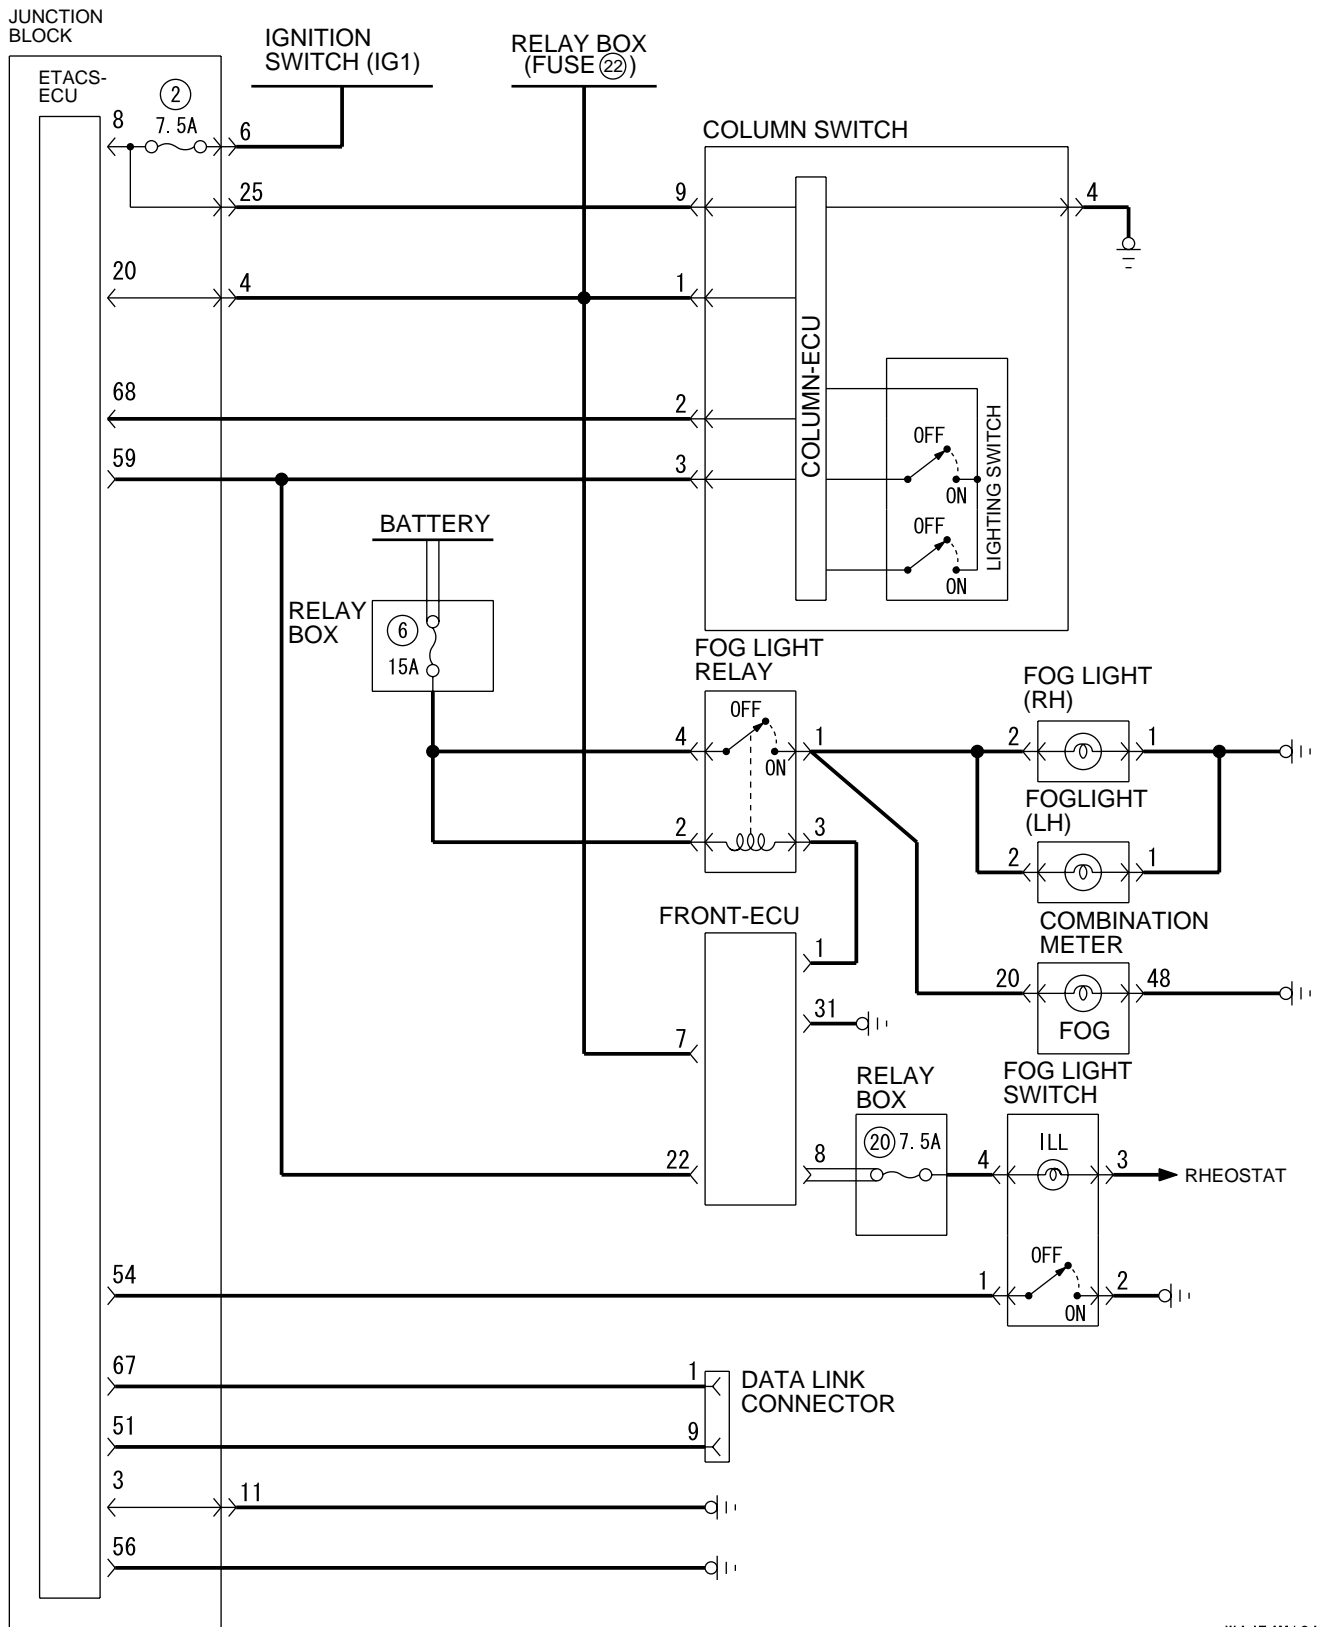 JUNCTION
BLOCK
IGNITION
SWITCH (IG1)
RELAY BOX
(FUSE 22)
ETACS-
ECU
2
7.5A
8
6
COLUMN SWITCH
25
9
4
20
4
1
COLUMN-ECU
68
2
LIGHTING SWITCH
OFF
59
3
ON
OFF
ON
BATTERY
RELAY
BOX
6
15A
FOG LIGHT
RELAY
OFF
FOG LIGHT
(RH)
4
1
2
1
ON
FOGLIGHT
(LH)
2
3
2
1
FRONT-ECU
COMBINATION
METER
1
20
48
31
FOG
7
RELAY
BOX
FOG LIGHT
SWITCH
20 7.5A
ILL
22
8
4
3
RHEOSTAT
OFF
54
1
2
ON
67
1
DATA LINK
CONNECTOR
51
9
3
11
56